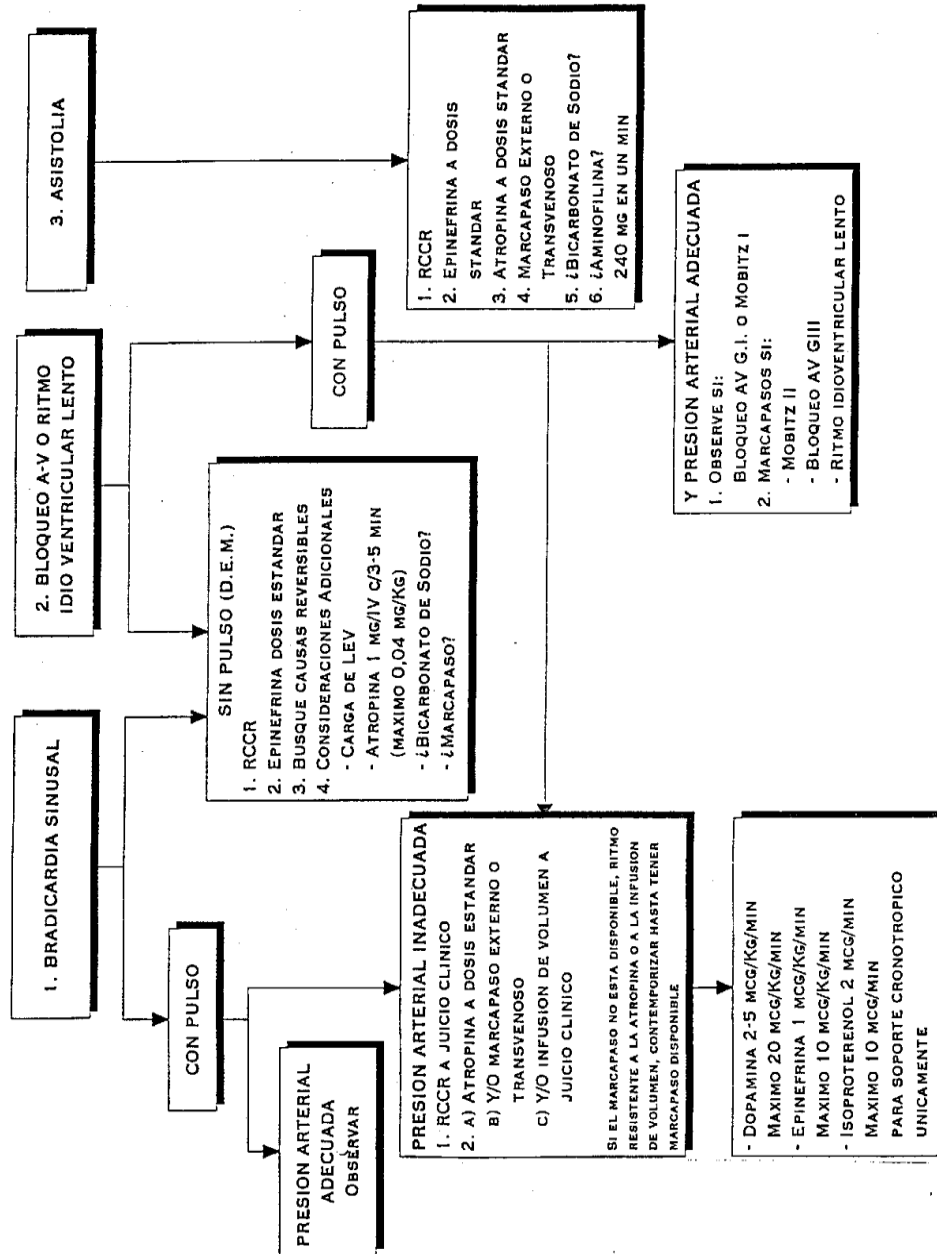 1. BRADICARDIA SINUSAL
2. BLOQUEO A-V O RITMO
IDIO VENTRICULAR LENTO
3. ASISTOLIA
CON PULSO
SIN PULSO (D.E.M.)
1. RCCR
2. EPINEFRINA DOSIS ESTANDAR
3. BUSQUE CAUSAS REVERSIBLES
4. CONSIDERACIONES ADICIONALES
- CARGA DE LEV
- ATROPINA 1 MG/IV C/3-5 MIN
(MAXIMO 0,04 MG/KG)
- ¿BICARBONATO DE SODIO?
- ¿MARCAPASO?
CON PULSO
1. RCCR
2. EPINEFRINA A DOSIS
STANDAR
3. ATROPINA A DOSIS STANDAR
4. MARCAPASO EXTERNO O
TRANSVENOSO
5. ¿BICARBONATO DE SODIO?
6. ¿AMINOFILINA?
240 MG EN UN MIN
PRESION ARTERIAL
ADECUADA
OBSERVAR
PRESION ARTERIAL INADECUADA
1. RCCR A JUICIO CLINICO
2. A) ATROPINA A DOSIS ESTANDAR
B) Y/O MARCAPASO EXTERNO O
TRANSVENOSO
C) Y/O INFUSION DE VOLUMEN A
JUICIO CLINICO
SI EL MARCAPASO NO ESTA DISPONIBLE, RITMO
RESISTENTE A LA ATROPINA O A LA INFUSION
DE VOLUMEN, CONTEMPORIZAR HASTA TENER
MARCAPASO DISPONIBLE
Y PRESION ARTERIAL ADECUADA
1. OBSERVE SI:
BLOQUEO AV G.I. O MOBITZ I
2. MARCAPASOS SI:
- MOBITZ II
- BLOQUEO AV GIII
- RITMO IDIOVENTRICULAR LENTO
- DOPAMINA 2-5 MCG/KG/MIN
MAXIMO 20 MCG/KG/MIN
- EPINEFRINA 1 MCG/KG/MIN
MAXIMO 10 MCG/KG/MIN
- ISOPROTERENOL 2 MCG/MIN
MAXIMO 10 MCG/MIN
PARA SOPORTE CRONOTROPICO
UNICAMENTE